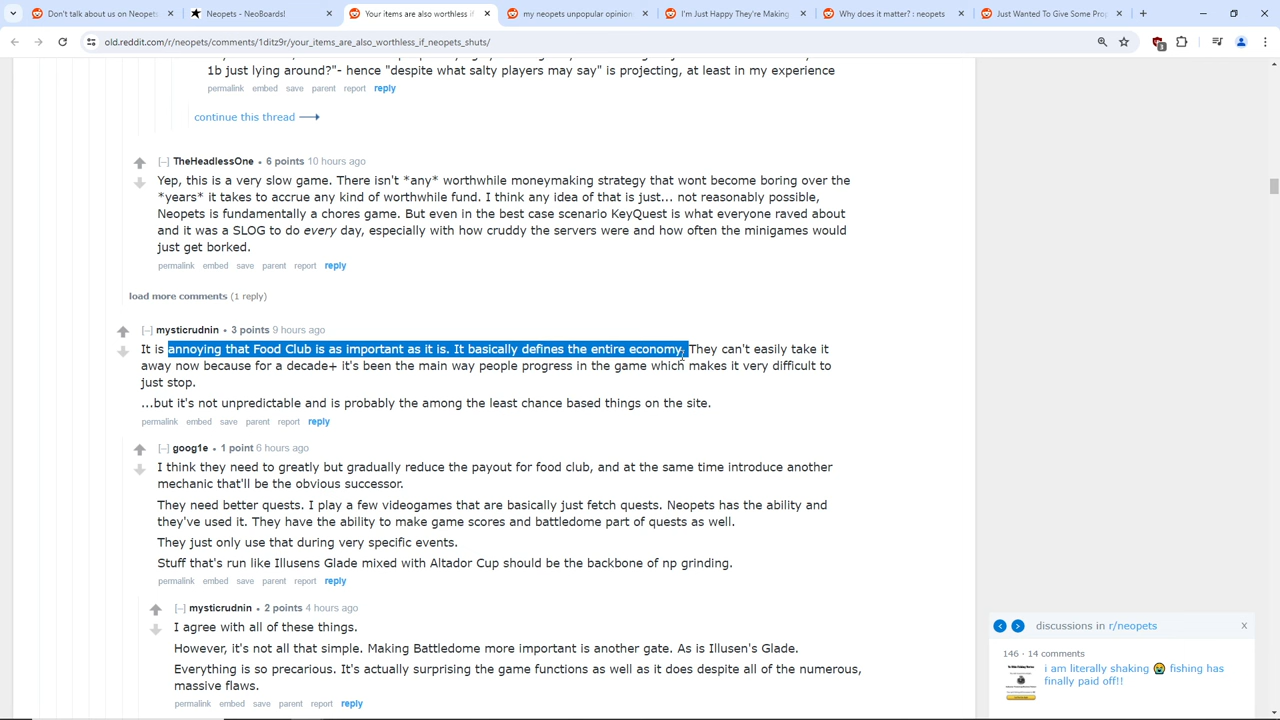 Don't talk about us on Neopets
Neopets - NeoBoards!
Your items are also worthless if
my neopets unpopular opinion
I'm Just Happy They're Making
Why does it matter? : neopets
Just Wanted To Give Some Pro
old.reddit.com/r/neopets/comments/1ditz9r/your_items_are_also_worthless_if_neopets_shuts/
3
1b just lying around?"- hence "despite what salty players may say" is projecting, at least in my experience
permalink embed save parent report reply
continue this thread
[–] TheHeadlessOne • 6 points 10 hours ago
Yep, this is a very slow game. There isn't *any* worthwhile moneymaking strategy that wont become boring over the
*years* it takes to accrue any kind of worthwhile fund. I think any idea of that is just... not reasonably possible,
Neopets is fundamentally a chores game. But even in the best case scenario KeyQuest is what everyone raved about
and it was a SLOG to do every day, especially with how cruddy the servers were and how often the minigames would
just get borked.
permalink embed save parent report reply
load more comments (1 reply)
[–] mysticrudnin • 3 points 9 hours ago
It is annoying that Food Club is as important as it is. It basically defines the entire economy. They can't easily take it
away now because for a decade+ it's been the main way people progress in the game which makes it very difficult to
just stop.
...but it's not unpredictable and is probably the among the least chance based things on the site.
permalink embed save parent report reply
[–] goog1e • 1 point 6 hours ago
I think they need to greatly but gradually reduce the payout for food club, and at the same time introduce another
mechanic that'll be the obvious successor.
They need better quests. I play a few videogames that are basically just fetch quests. Neopets has the ability and
they've used it. They have the ability to make game scores and battledome part of quests as well.
They just only use that during very specific events.
Stuff that's run like Illusens Glade mixed with Altador Cup should be the backbone of np grinding.
permalink embed save parent report reply
[–] mysticrudnin • 2 points 4 hours ago
I agree with all of these things.
However, it's not all that simple. Making Battledome more important is another gate. As is Illusen's Glade.
Everything is so precarious. It's actually surprising the game functions as well as it does despite all of the numerous,
massive flaws.
permalink embed save parent report reply
discussions in r/neopets X
146 · 14 comments
i am literally shaking 😭 fishing has
finally paid off!!